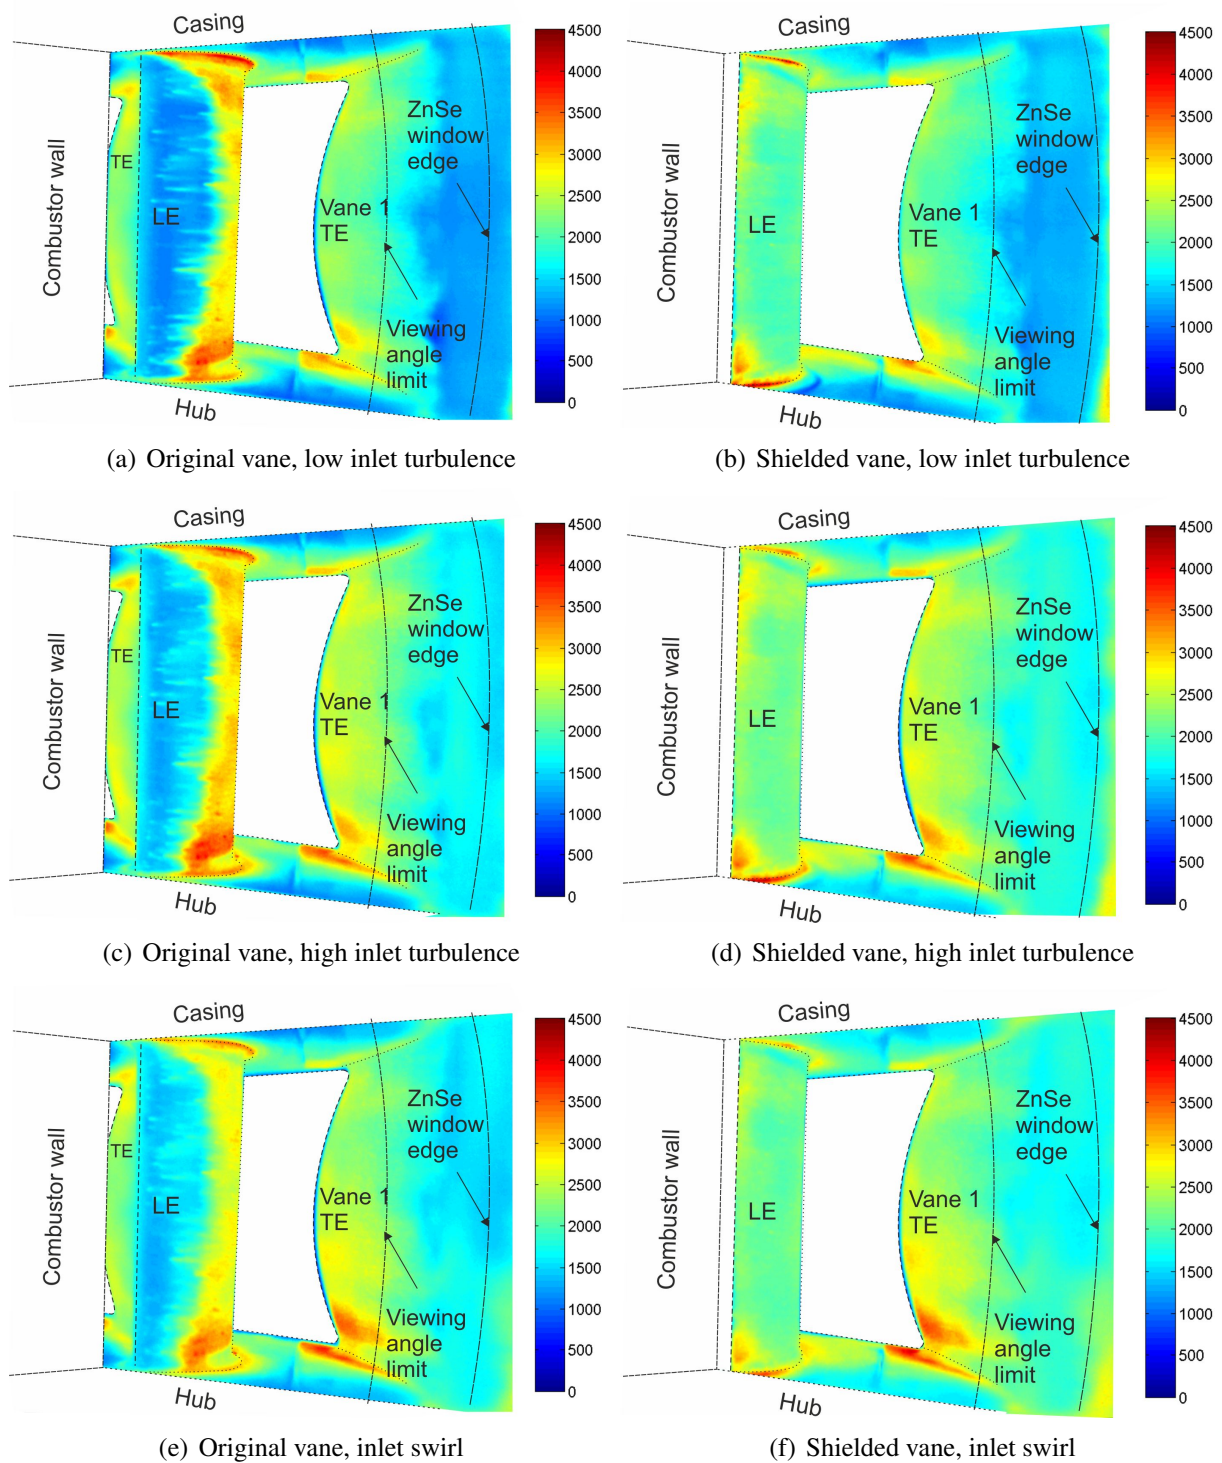 Casing
4500
4000
3500
3000
2500
2000
1500
1000
500
0
Combustor wall
TE
LE
Vane 1
TE
ZnSe
window
edge
Viewing
angle
limit
Hub
(a) Original vane, low inlet turbulence
Casing
4500
4000
3500
3000
2500
2000
1500
1000
500
0
Combustor wall
LE
Vane 1
TE
ZnSe
window
edge
Viewing
angle
limit
Hub
(b) Shielded vane, low inlet turbulence
Casing
4500
4000
3500
3000
2500
2000
1500
1000
500
0
Combustor wall
TE
LE
Vane 1
TE
ZnSe
window
edge
Viewing
angle
limit
Hub
(c) Original vane, high inlet turbulence
Casing
4500
4000
3500
3000
2500
2000
1500
1000
500
0
Combustor wall
LE
Vane 1
TE
ZnSe
window
edge
Viewing
angle
limit
Hub
(d) Shielded vane, high inlet turbulence
Casing
4500
4000
3500
3000
2500
2000
1500
1000
500
0
Combustor wall
TE
LE
Vane 1
TE
ZnSe
window
edge
Viewing
angle
limit
Hub
(e) Original vane, inlet swirl
Casing
4500
4000
3500
3000
2500
2000
1500
1000
500
0
Combustor wall
LE
Vane 1
TE
ZnSe
window
edge
Viewing
angle
limit
Hub
(f) Shielded vane, inlet swirl